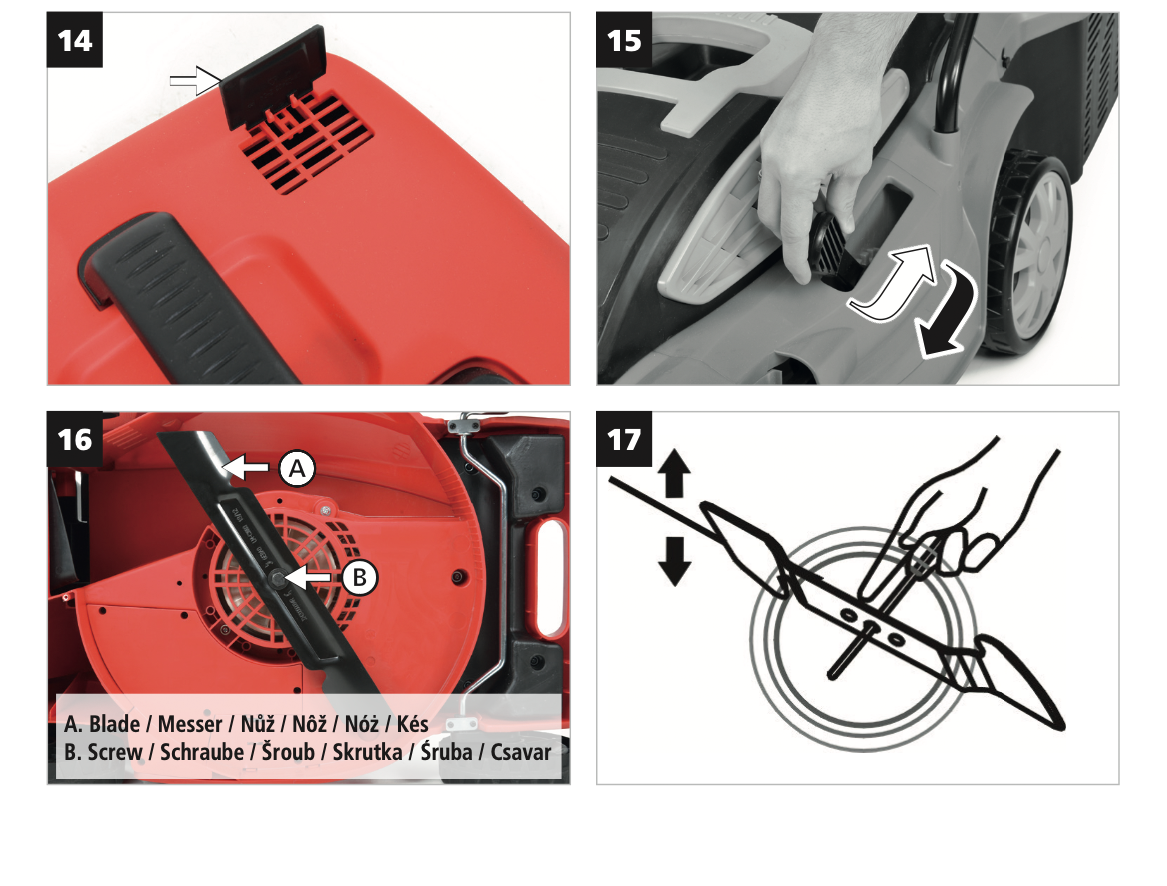 14
15
16
A
B
A. Blade / Messer / Nůž / Nôž / Nóż / Kés
B. Screw / Schraube / Šroub / Skrutka / Śruba / Csavar
17